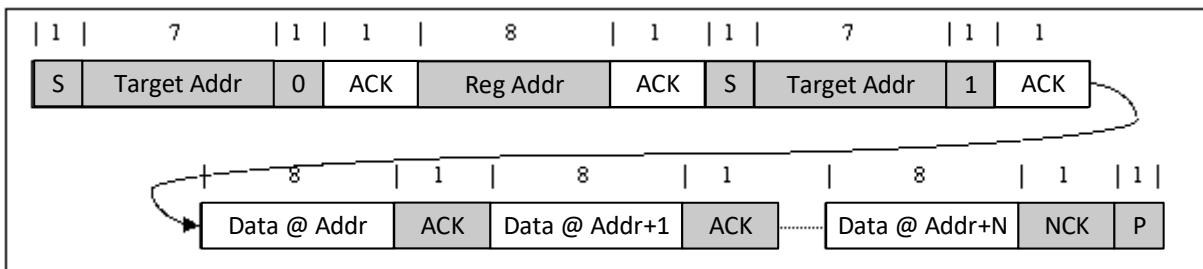 | 1 | 7 | 1 | 1 | 8 | 1 | 1 | 7 | 1 | 1
S Target Addr 0 ACK Reg Addr ACK S Target Addr 1 ACK
| 8 | 1 | 8 | 1 | 8 | 1 | 1 |
Data @ Addr ACK Data @ Addr+1 ACK Data @ Addr+N NCK P